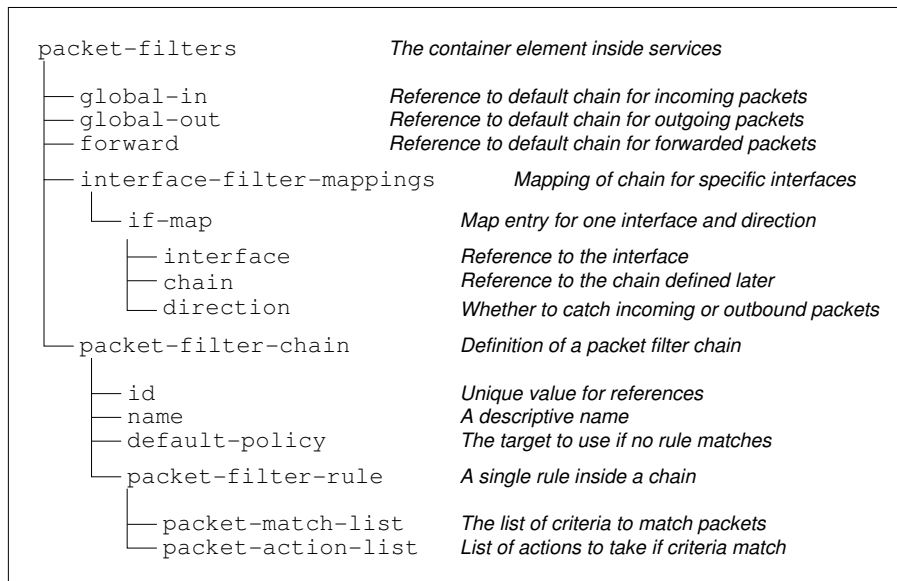 packet-filters The container element inside services
global-in Reference to default chain for incoming packets
global-out Reference to default chain for outgoing packets
forward Reference to default chain for forwarded packets
interface-filter-mappings Mapping of chain for specific interfaces
if-map Map entry for one interface and direction
interface Reference to the interface
chain Reference to the chain defined later
direction Whether to catch incoming or outbound packets
packet-filter-chain Definition of a packet filter chain
id Unique value for references
name A descriptive name
default-policy The target to use if no rule matches
packet-filter-rule A single rule inside a chain
packet-match-list The list of criteria to match packets
packet-action-list List of actions to take if criteria match